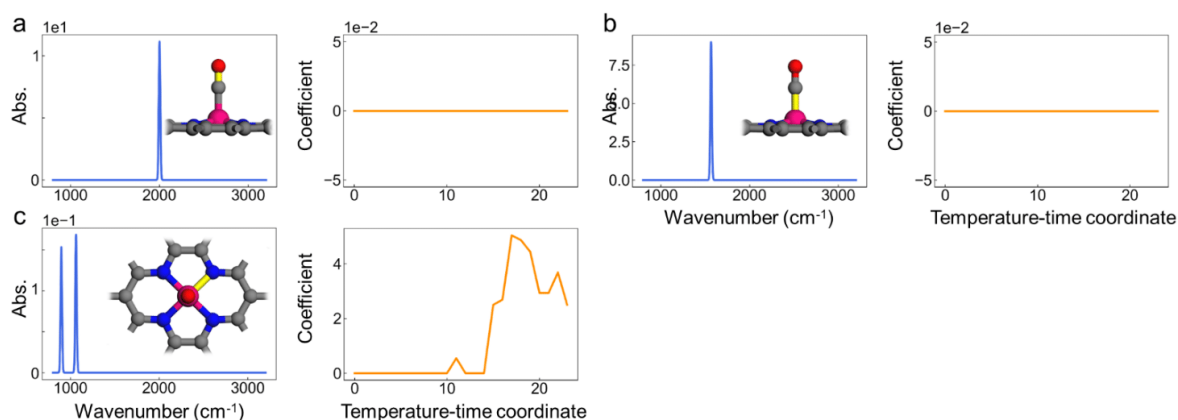 a
1e1
1
0
Abs.
1000
2000
3000
1e−2
5
0
−5
Coefficient
0
10
20
b
7.5
5.0
2.5
0
Abs.
1000
2000
3000
Wavenumber (cm⁻¹)
1e−2
5
0
−5
Coefficient
0
10
20
Temperature-time coordinate
c
1e−1
1
0
Abs.
1000
2000
3000
Wavenumber (cm⁻¹)
4
2
0
Coefficient
0
10
20
Temperature-time coordinate